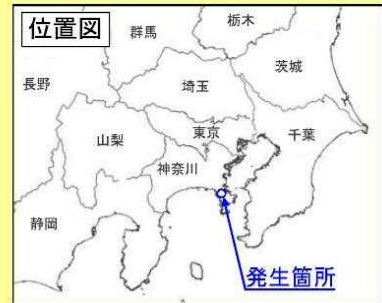 位置図
栃木
群馬
茨城
長野
埼玉
東京
山梨
千葉
神奈川
静岡
発生箇所